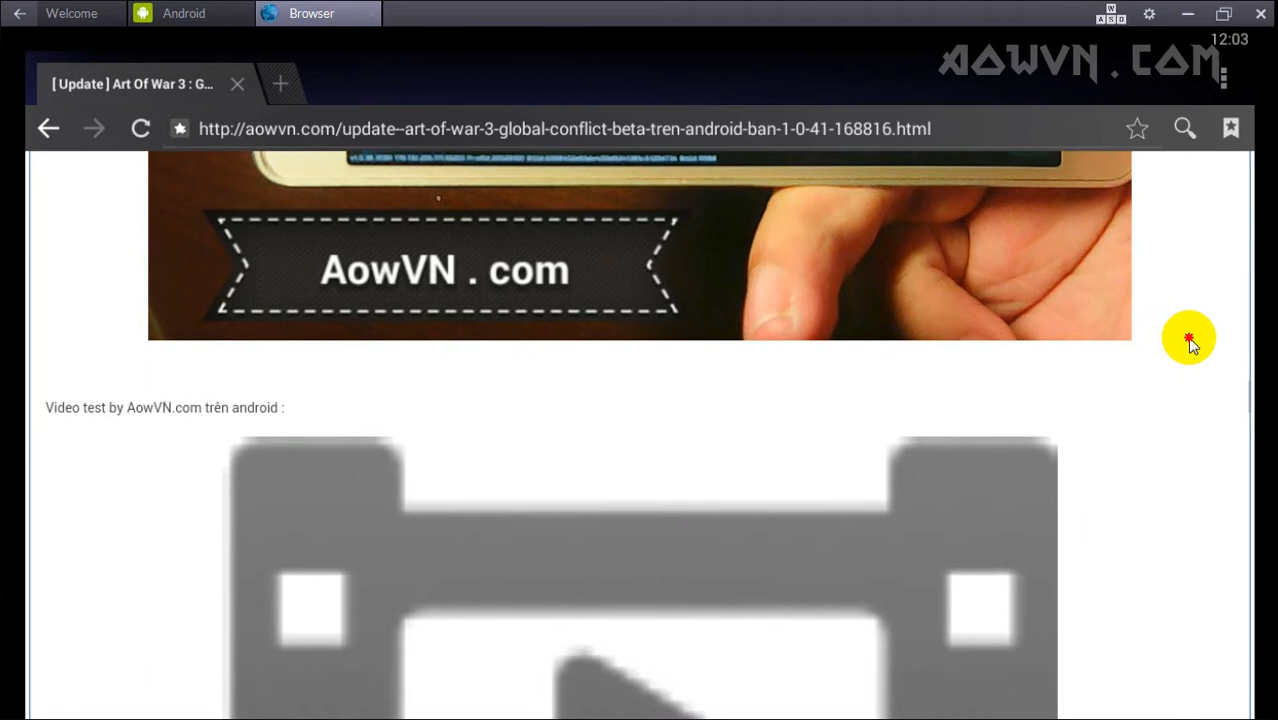 Welcome
Android
Browser
W
A S D
12:03
AOWVN.COM
[ Update ] Art Of War 3 : G...
http://aowvn.com/update--art-of-war-3-global-conflict-beta-tren-android-ban-1-0-41-168816.html
AowVN . com
Video test by AowVN.com trên android :